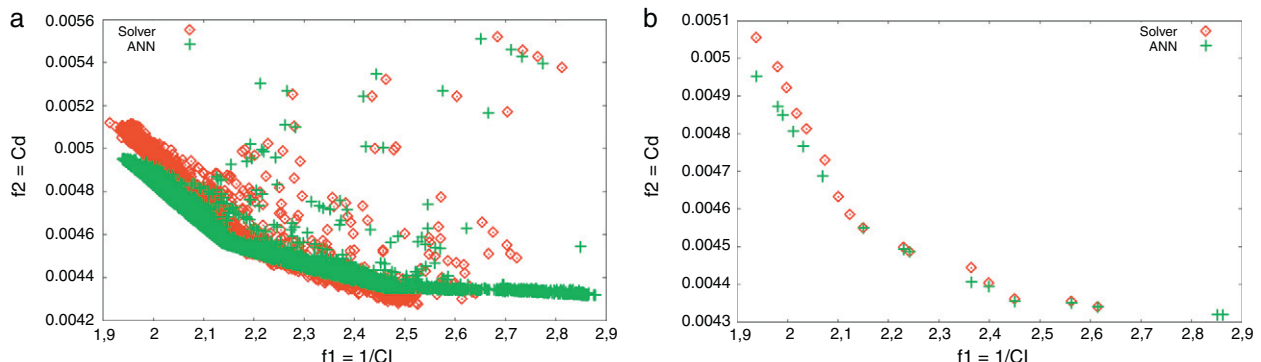 a
Solver
ANN
0.0056
0.0054
0.0052
0.005
0.0048
0.0046
0.0044
0.0042
f2 = Cd
1,9 2 2,1 2,2 2,3 2,4 2,5 2,6 2,7 2,8 2,9
f1 = 1/Cl
b
Solver
ANN
0.0051
0.005
0.0049
0.0048
0.0047
0.0046
0.0045
0.0044
0.0043
f2 = Cd
1,9 2 2,1 2,2 2,3 2,4 2,5 2,6 2,7 2,8 2,9
f1 = 1/Cl